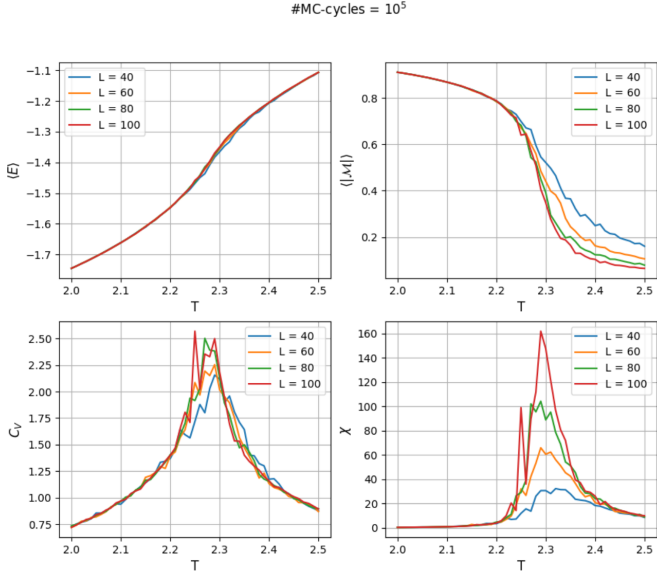 #MC-cycles = 10⁵
L = 40
L = 60
L = 80
L = 100
−1.1
−1.2
−1.3
−1.4
−1.5
−1.6
−1.7
⟨E⟩
2.0 2.1 2.2 2.3 2.4 2.5
T
L = 40
L = 60
L = 80
L = 100
0.8
0.6
0.4
0.2
⟨|ℳ|⟩
2.0 2.1 2.2 2.3 2.4 2.5
T
L = 40
L = 60
L = 80
L = 100
2.50
2.25
2.00
1.75
1.50
1.25
1.00
0.75
C_V
2.0 2.1 2.2 2.3 2.4 2.5
T
L = 40
L = 60
L = 80
L = 100
160
140
120
100
80
60
40
20
0
χ
2.0 2.1 2.2 2.3 2.4 2.5
T